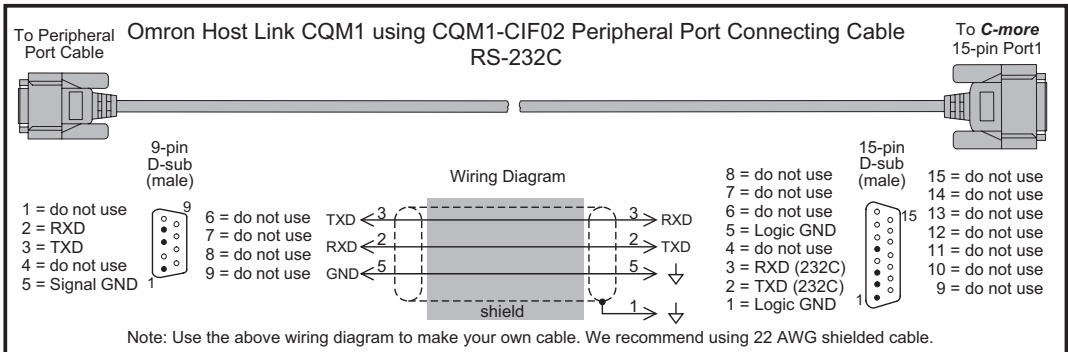 To Peripheral
Port Cable
Omron Host Link CQM1 using CQM1-CIF02 Peripheral Port Connecting Cable
RS-232C
To C-more
15-pin Port1
9-pin
D-sub
(male)
1 = do not use
2 = RXD
3 = TXD
4 = do not use
5 = Signal GND
9
1
6 = do not use
7 = do not use
8 = do not use
9 = do not use
Wiring Diagram
TXD 3 3 RXD
RXD 2 2 TXD
GND 5 5
1
shield
8 = do not use
7 = do not use
6 = do not use
5 = Logic GND
4 = do not use
3 = RXD (232C)
2 = TXD (232C)
1 = Logic GND
15-pin
D-sub
(male)
15
1
15 = do not use
14 = do not use
13 = do not use
12 = do not use
11 = do not use
10 = do not use
9 = do not use
Note: Use the above wiring diagram to make your own cable. We recommend using 22 AWG shielded cable.